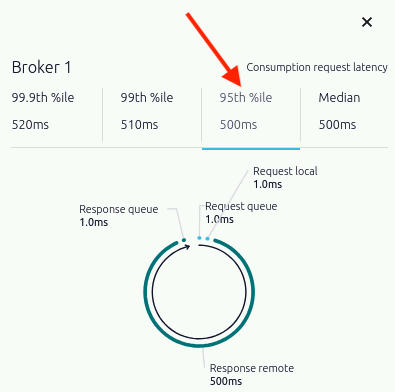 Broker 1
Consumption request latency
99.9th %ile
99th %ile
95th %ile
Median
520ms
510ms
500ms
500ms
Request local
1.0ms
Response queue
1.0ms
Request queue
1.0ms
Response remote
500ms